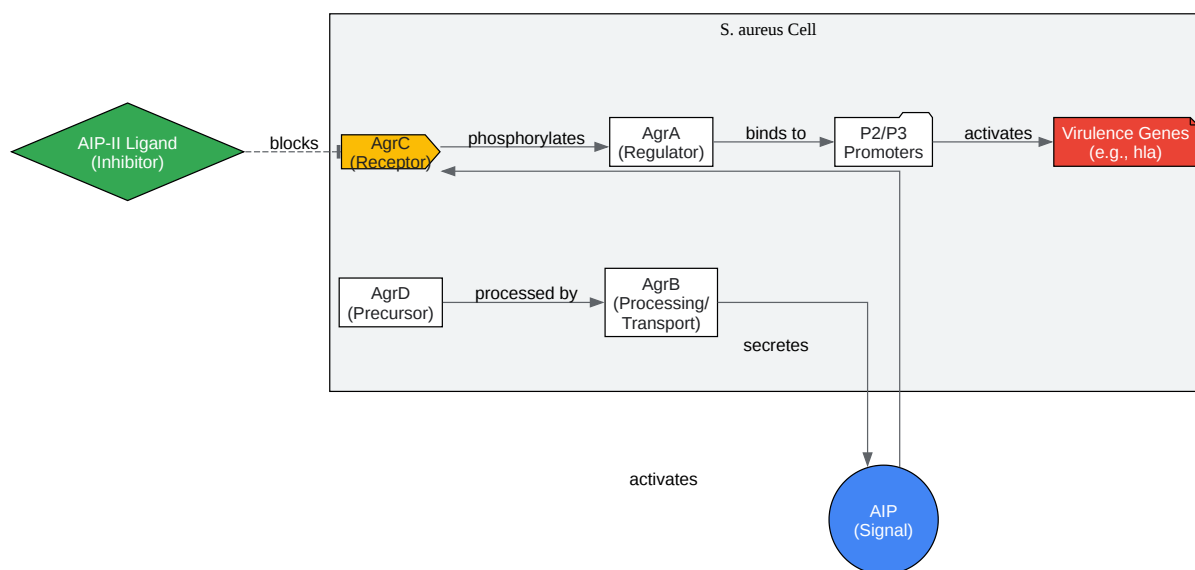 S. aureus Cell
AIP-II Ligand
(Inhibitor)
blocks
AgrC
(Receptor)
phosphorylates
AgrA
(Regulator)
binds to
P2/P3
Promoters
activates
Virulence Genes
(e.g., hla)
AgrD
(Precursor)
processed by
AgrB
(Processing/
Transport)
secretes
activates
AIP
(Signal)